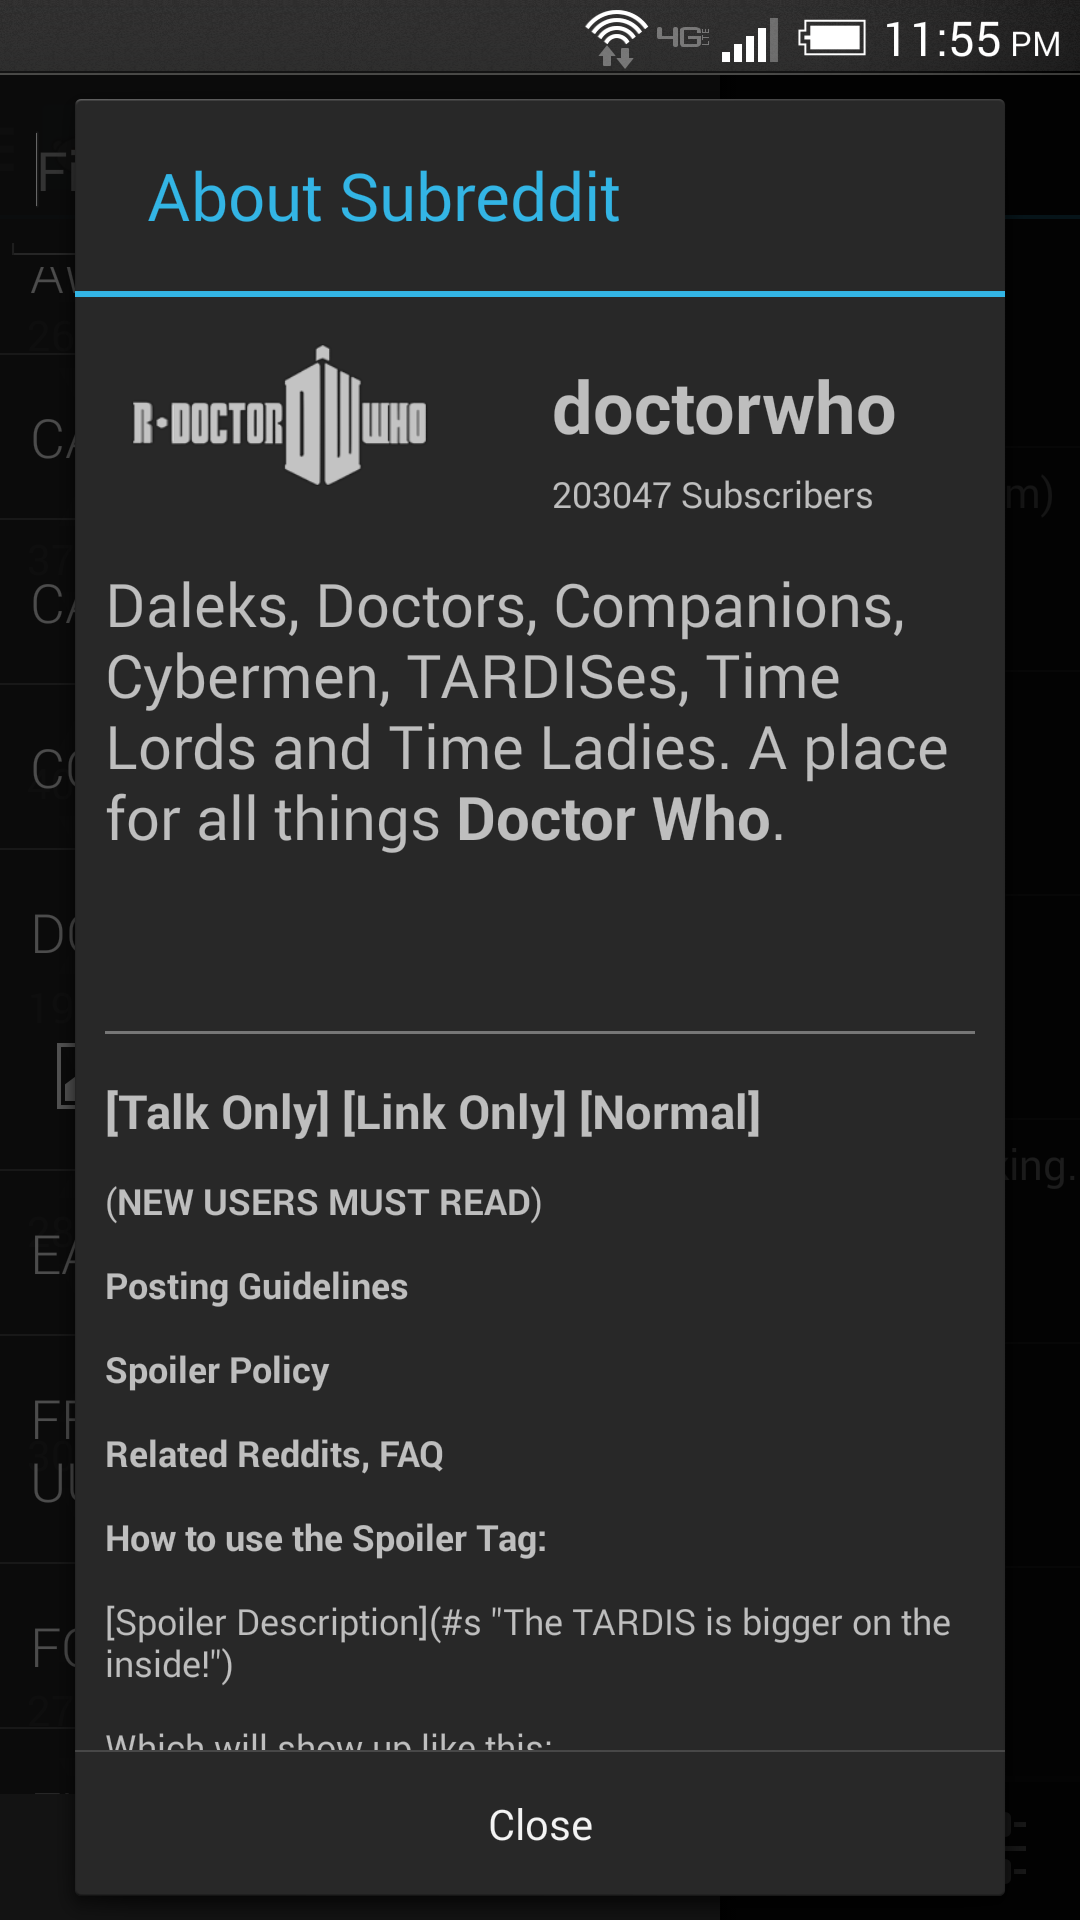 4G LTE 11:55 PM
About Subreddit
R·DOCTOR DW WHO
doctorwho
203047 Subscribers
Daleks, Doctors, Companions,
Cybermen, TARDISes, Time
Lords and Time Ladies. A place
for all things Doctor Who.
[Talk Only] [Link Only] [Normal]
(NEW USERS MUST READ)
Posting Guidelines
Spoiler Policy
Related Reddits, FAQ
How to use the Spoiler Tag:
[Spoiler Description](#s "The TARDIS is bigger on the
inside!")
Which will show up like this:
Close